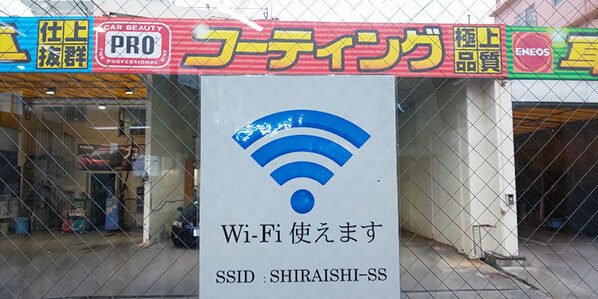 仕上
抜群
CAR BEAUTY
PRO
PROFESSIONAL
コーティング
極上
品質
ENEOS
Wi-Fi 使えます
SSID : SHIRAISHI-SS